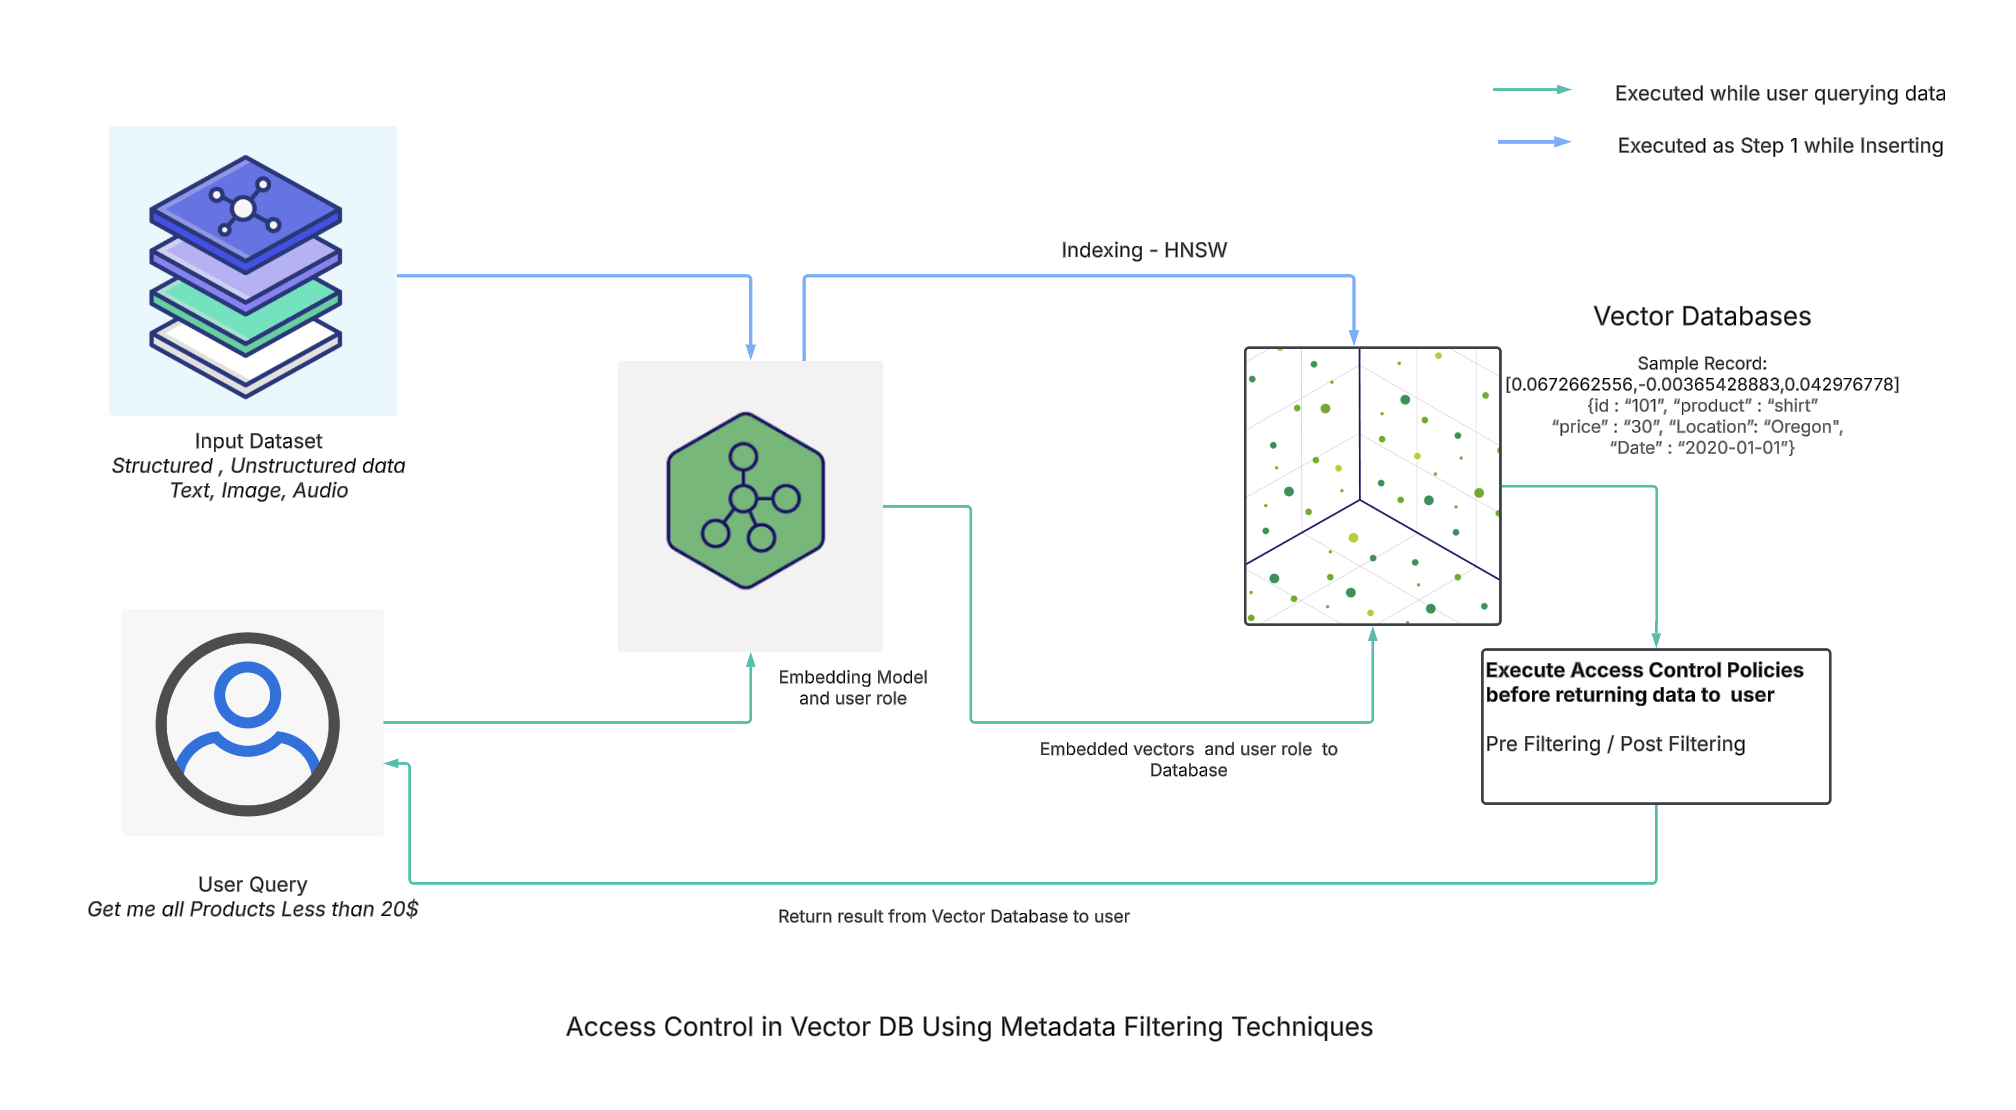 Executed while user querying data
Executed as Step 1 while Inserting
Indexing - HNSW
Vector Databases
Sample Record:
[0.0672662556,-0.00365428883,0.042976778]
{id : “101”, “product” : “shirt”
“price” : “30”, “Location”: “Oregon",
“Date” : “2020-01-01”}
Input Dataset
Structured , Unstructured data
Text, Image, Audio
Embedding Model
and user role
Execute Access Control Policies
before returning data to  user
Pre Filtering / Post Filtering
Embedded vectors  and user role  to
Database
User Query
Get me all Products Less than 20$
Return result from Vector Database to user
Access Control in Vector DB Using Metadata Filtering Techniques